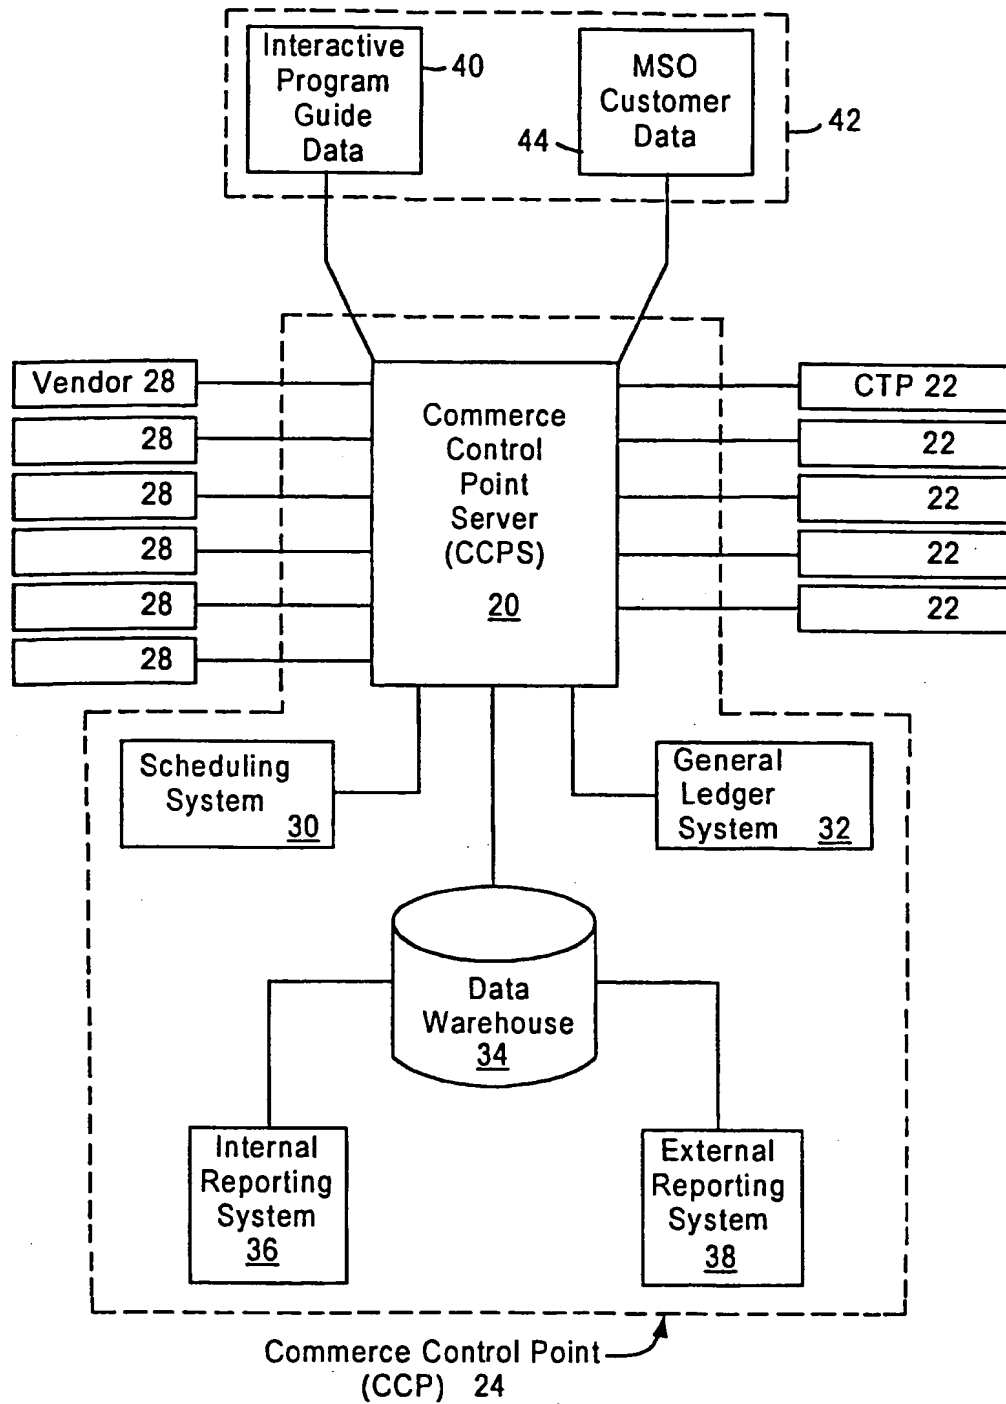 Interactive
Program
Guide
Data
40
MSO
Customer
Data
44
42
Vendor 28
28
28
28
28
28
Commerce
Control
Point
Server
(CCPS)
20
CTP 22
22
22
22
22
Scheduling
System
30
General
Ledger
System 32
Data
Warehouse
34
Internal
Reporting
System
36
External
Reporting
System
38
Commerce Control Point
(CCP) 24